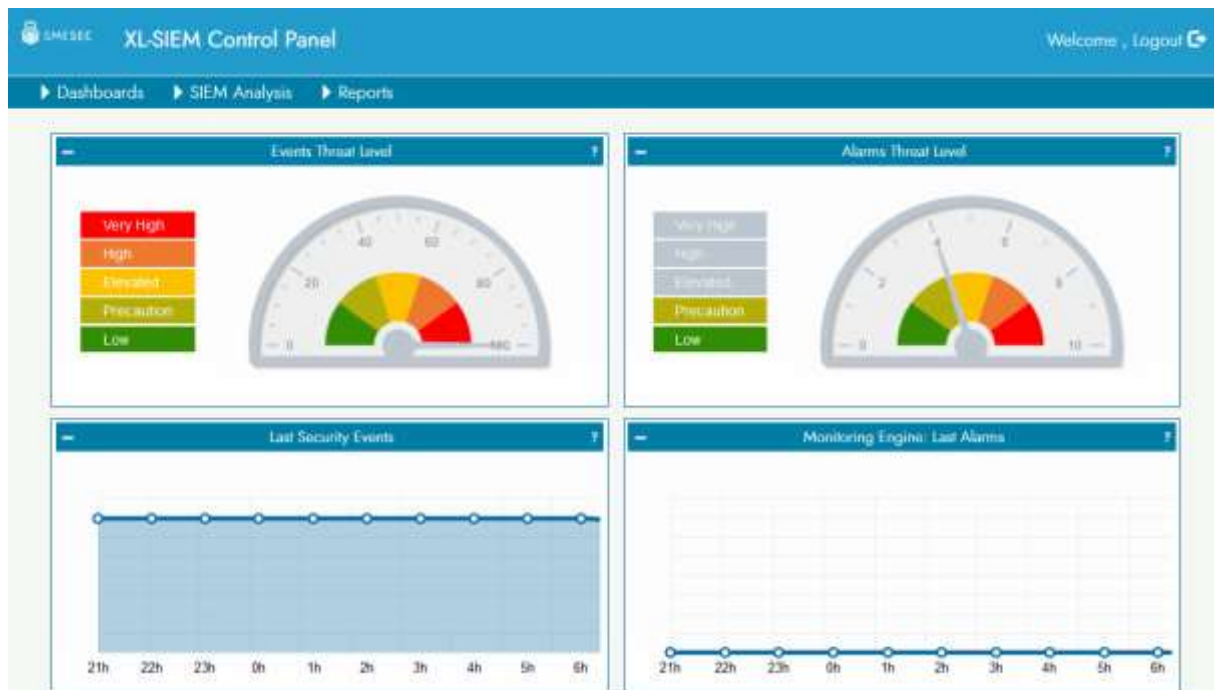 SMESEC XL-SIEM Control Panel Welcome , Logout
Dashboards SIEM Analysis Reports
Events Threat Level ?
Very High
High
Elevated
Precaution
Low
0 20 40 60 80 100
Alarms Threat Level ?
Very High
High
Elevated
Precaution
Low
0 2 4 6 8 10
Last Security Events ?
21h 22h 23h 0h 1h 2h 3h 4h 5h 6h
Monitoring Engine: Last Alarms ?
21h 22h 23h 0h 1h 2h 3h 4h 5h 6h